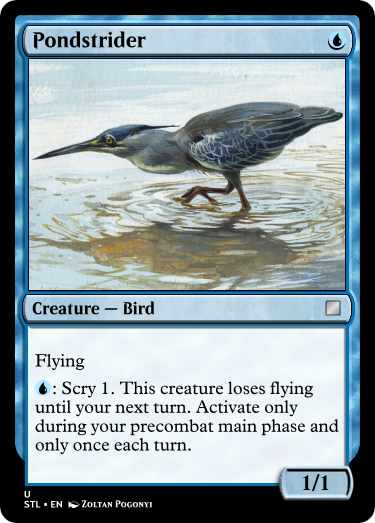 Pondstrider
Creature — Bird
Flying
: Scry 1. This creature loses flying
until your next turn. Activate only
during your precombat main phase and
only once each turn.
1/1
U
STL • EN Zoltan Pogonyi